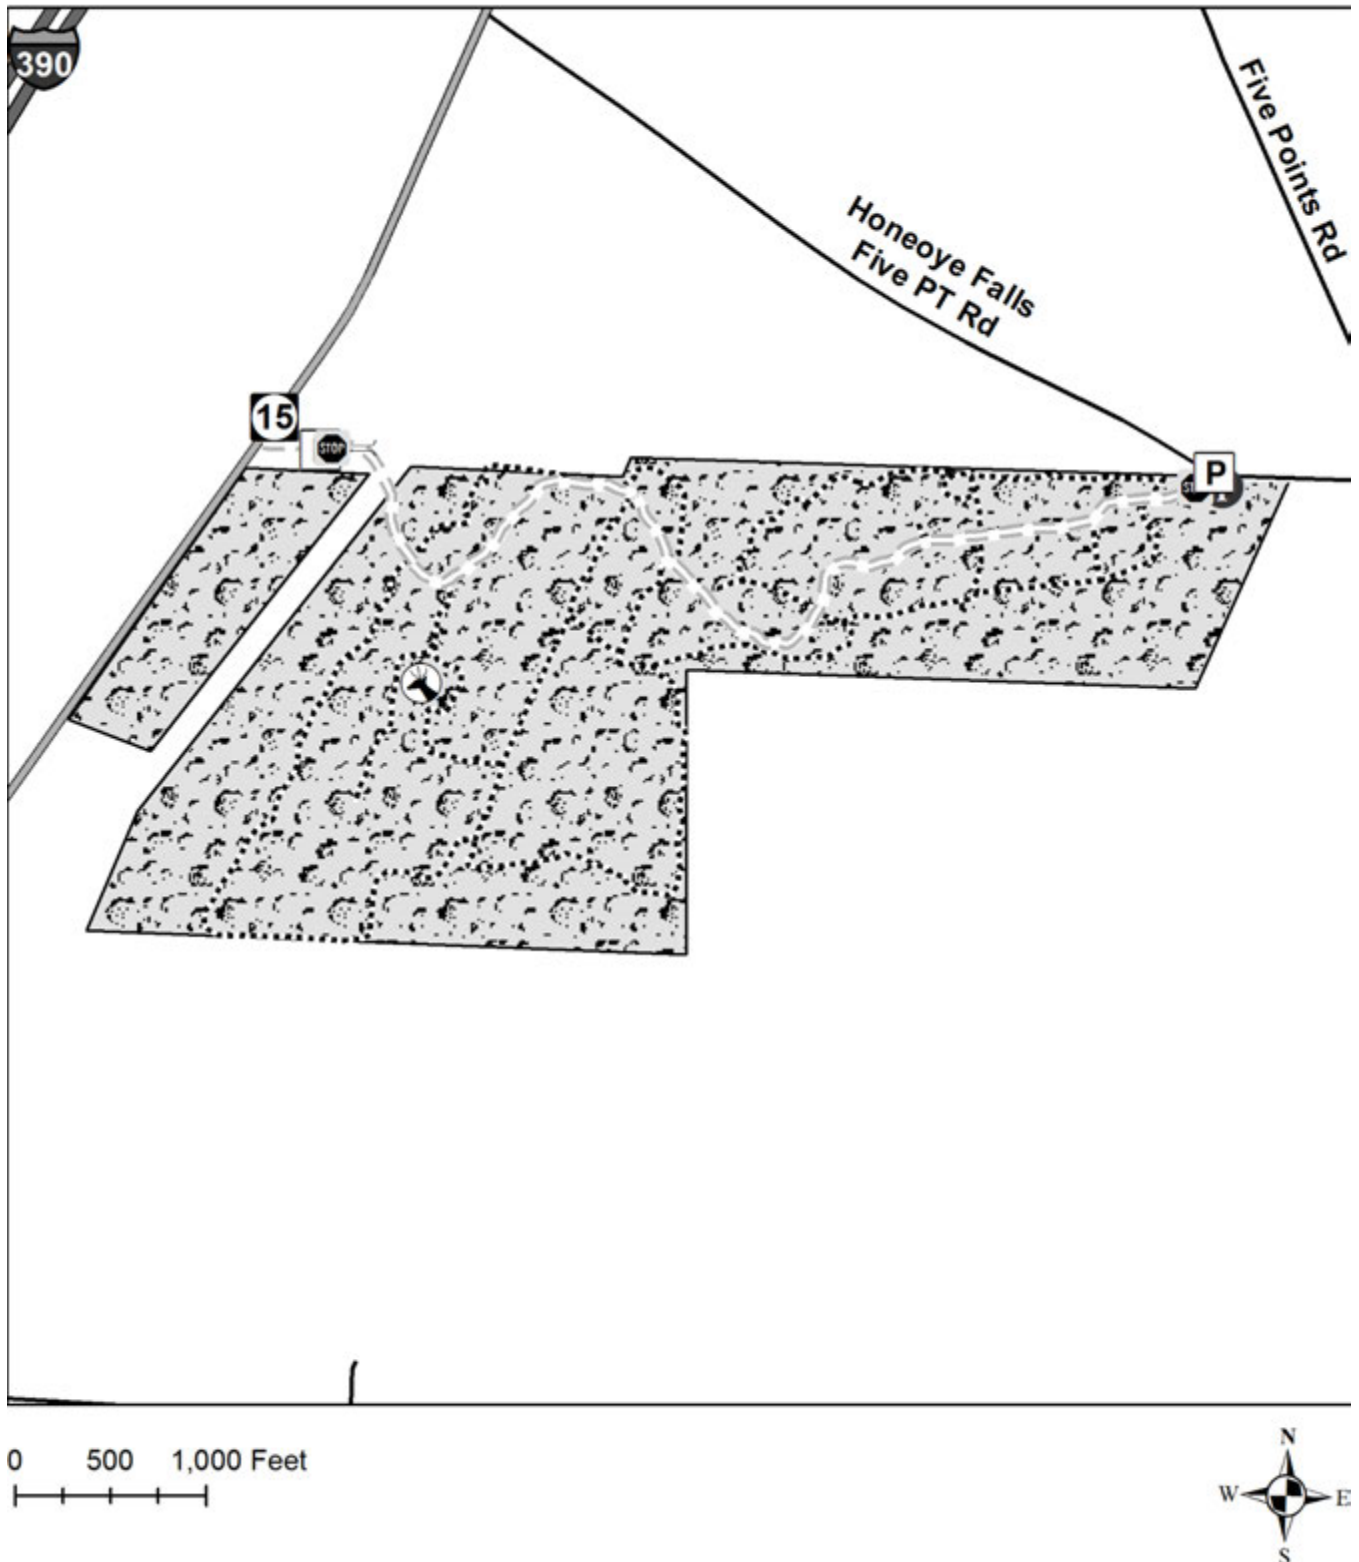 390
Five Points Rd
Honeoye Falls
Five PT Rd
15
STOP
P
0 500 1,000 Feet
N
W E
S